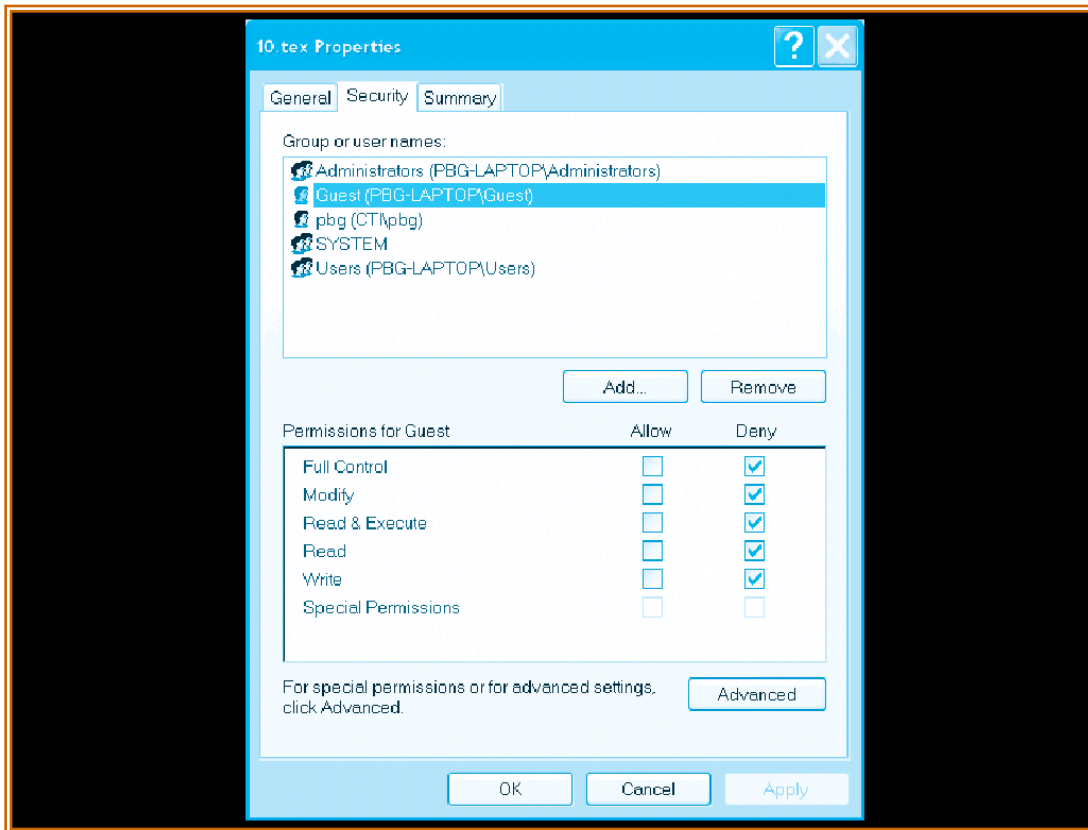 10.tex Properties
?
General Security Summary
Group or user names:
Administrators (PBG-LAPTOP\Administrators)
Guest (PBG-LAPTOP\Guest)
pbg (CTI\pbg)
SYSTEM
Users (PBG-LAPTOP\Users)
Add... Remove
Permissions for Guest Allow Deny
Full Control
Modify
Read & Execute
Read
Write
Special Permissions
For special permissions or for advanced settings,
click Advanced.
Advanced
OK Cancel Apply